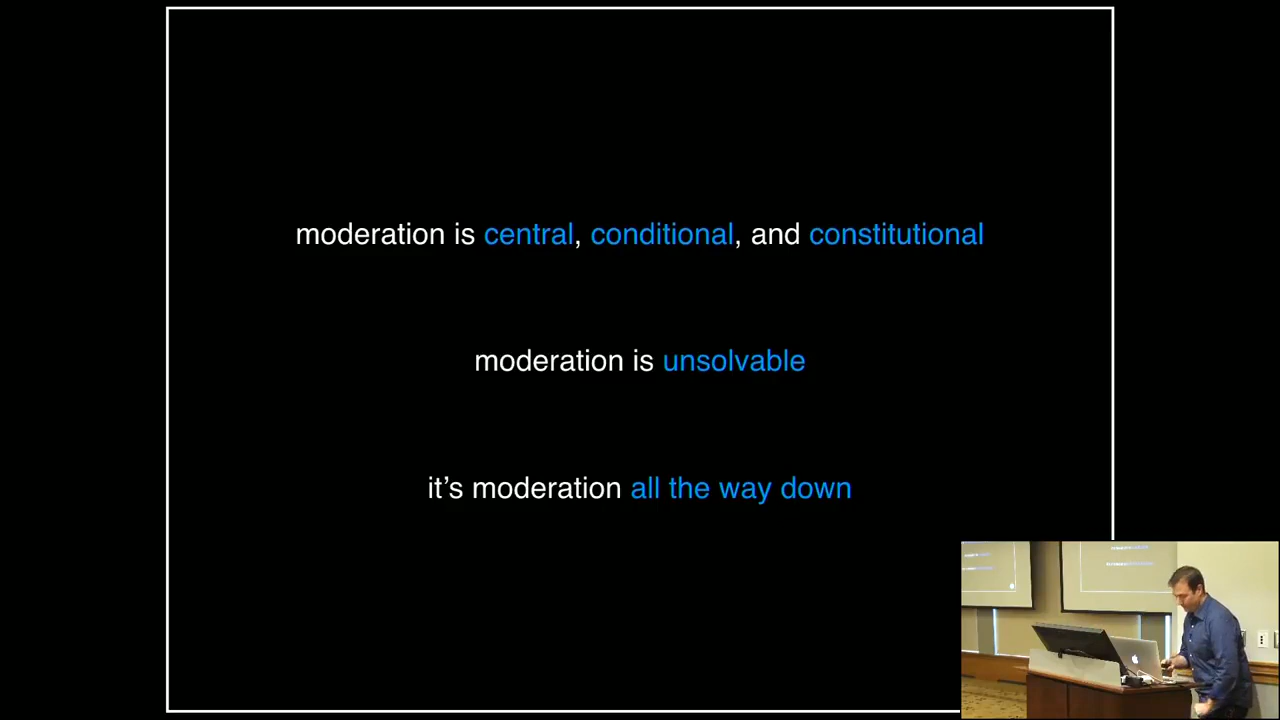 moderation is central, conditional, and constitutional
moderation is unsolvable
it’s moderation all the way down